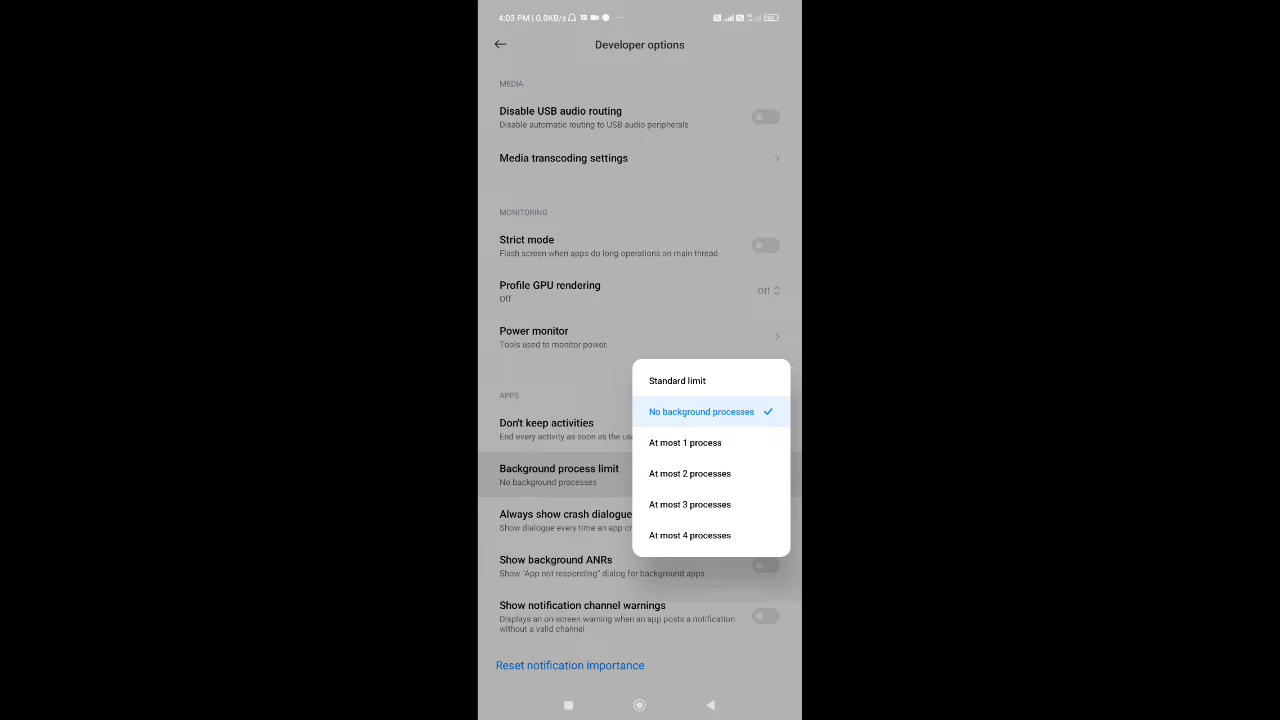 4:03 PM | 0.0KB/s
Developer options
MEDIA
Disable USB audio routing
Disable automatic routing to USB audio peripherals
Media transcoding settings
MONITORING
Strict mode
Flash screen when apps do long operations on main thread
Profile GPU rendering
Off
Off
Power monitor
Tools used to monitor power.
APPS
Don't keep activities
End every activity as soon as the
Background process limit
No background processes
Always show crash dialogue
Show dialogue every time an app
Show background ANRs
Show "App not responding" dialog for background apps
Show notification channel warnings
Displays an on-screen warning when an app posts a notification
without a valid channel
Reset notification importance
Standard limit
No background processes
At most 1 process
At most 2 processes
At most 3 processes
At most 4 processes